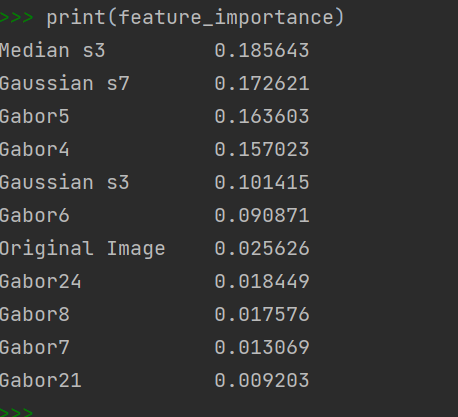 >>> print(feature_importance)
Median s3         0.185643
Gaussian s7       0.172621
Gabor5            0.163603
Gabor4            0.157023
Gaussian s3       0.101415
Gabor6            0.090871
Original Image    0.025626
Gabor24           0.018449
Gabor8            0.017576
Gabor7            0.013069
Gabor21           0.009203
>>>